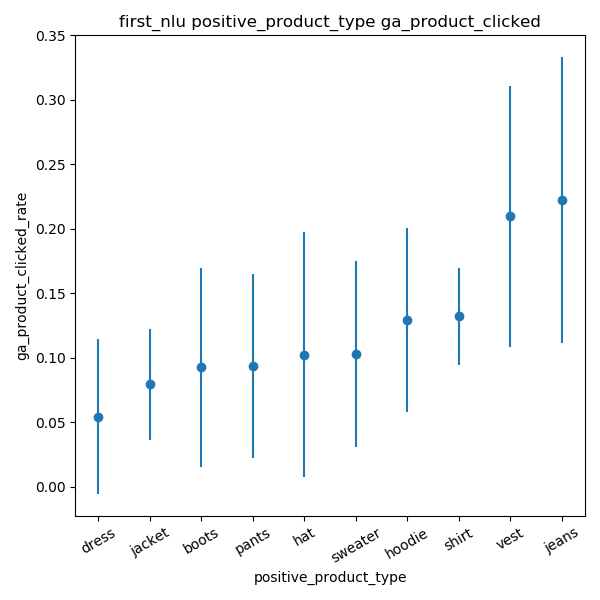 first_nlu positive_product_type ga_product_clicked
0.35
0.30
0.25
0.20
0.15
0.10
0.05
0.00
ga_product_clicked_rate
dress jacket boots pants hat sweater hoodie shirt vest jeans
positive_product_type